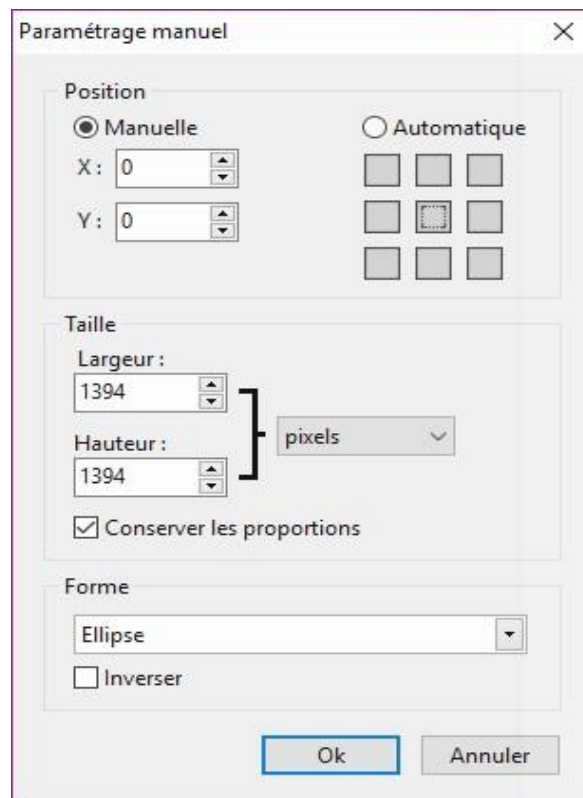 Paramétrage manuel
Position
Manuelle
Automatique
X : 0
Y : 0
Taille
Largeur :
1394
pixels
Hauteur :
1394
Conserver les proportions
Forme
Ellipse
Inverser
Ok Annuler